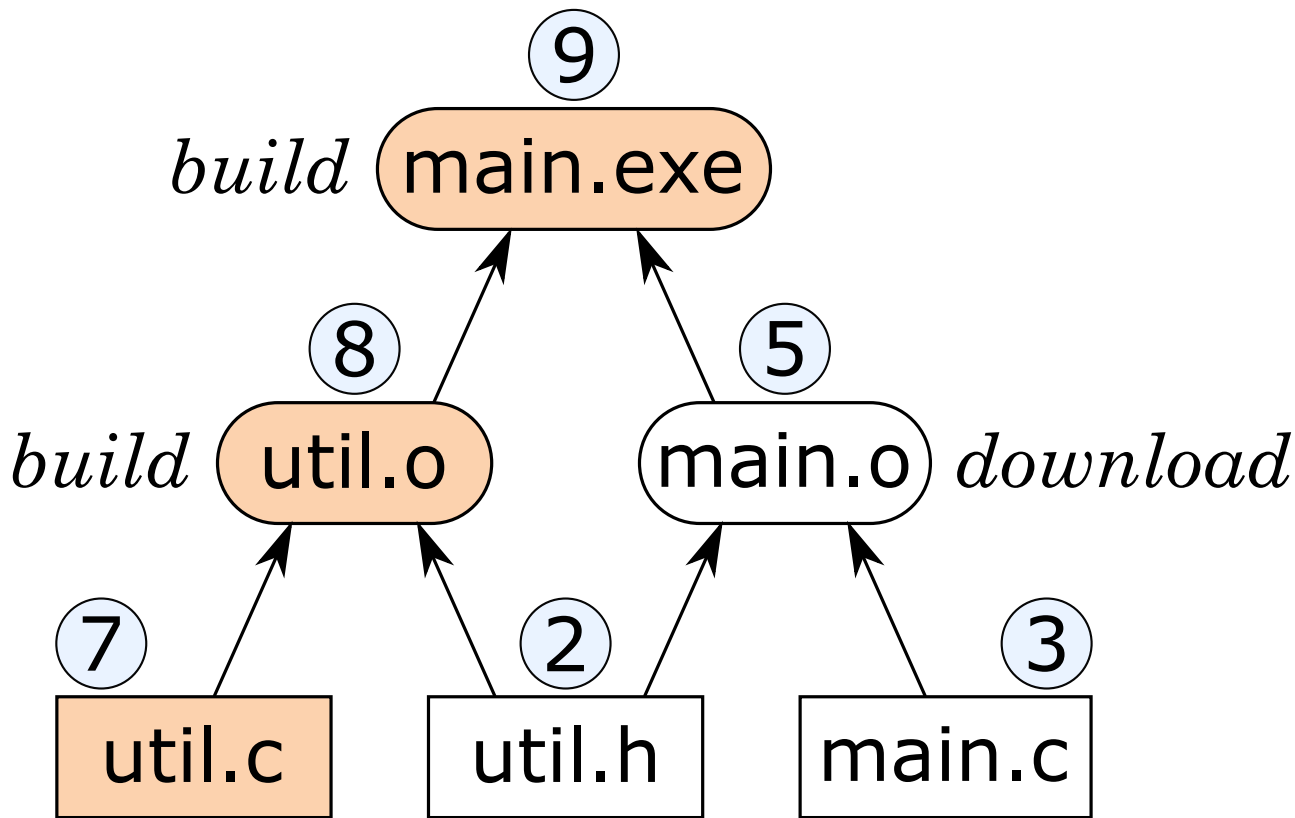 9
build main.exe
8 5
build util.o main.o download
7 2 3
util.c util.h main.c